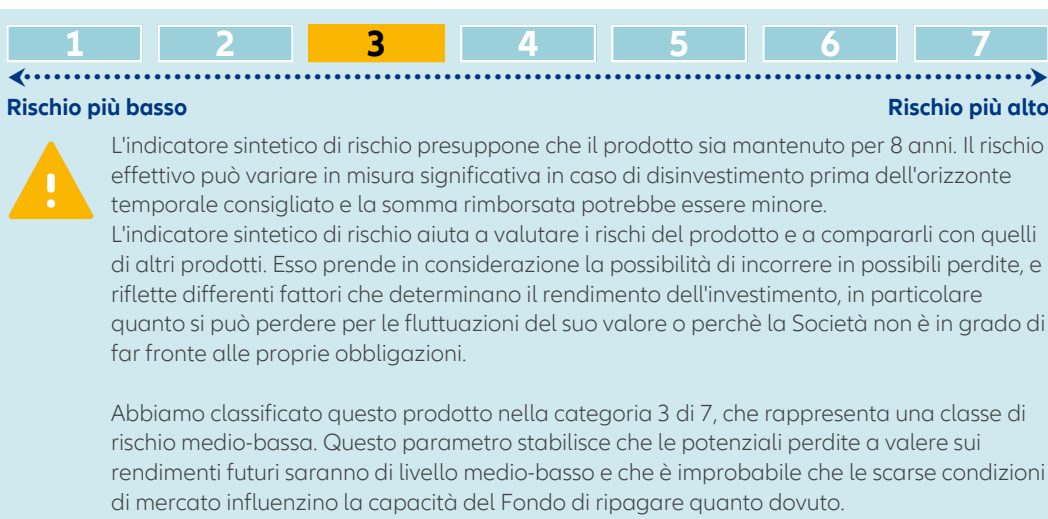 1 2 3 4 5 6 7
Rischio più basso Rischio più alto
L'indicatore sintetico di rischio presuppone che il prodotto sia mantenuto per 8 anni. Il rischio
effettivo può variare in misura significativa in caso di disinvestimento prima dell'orizzonte
temporale consigliato e la somma rimborsata potrebbe essere minore.
L'indicatore sintetico di rischio aiuta a valutare i rischi del prodotto e a compararli con quelli
di altri prodotti. Esso prende in considerazione la possibilità di incorrere in possibili perdite, e
riflette differenti fattori che determinano il rendimento dell'investimento, in particolare
quanto si può perdere per le fluttuazioni del suo valore o perchè la Società non è in grado di
far fronte alle proprie obbligazioni.
Abbiamo classificato questo prodotto nella categoria 3 di 7, che rappresenta una classe di
rischio medio-bassa. Questo parametro stabilisce che le potenziali perdite a valere sui
rendimenti futuri saranno di livello medio-basso e che è improbabile che le scarse condizioni
di mercato influenzino la capacità del Fondo di ripagare quanto dovuto.